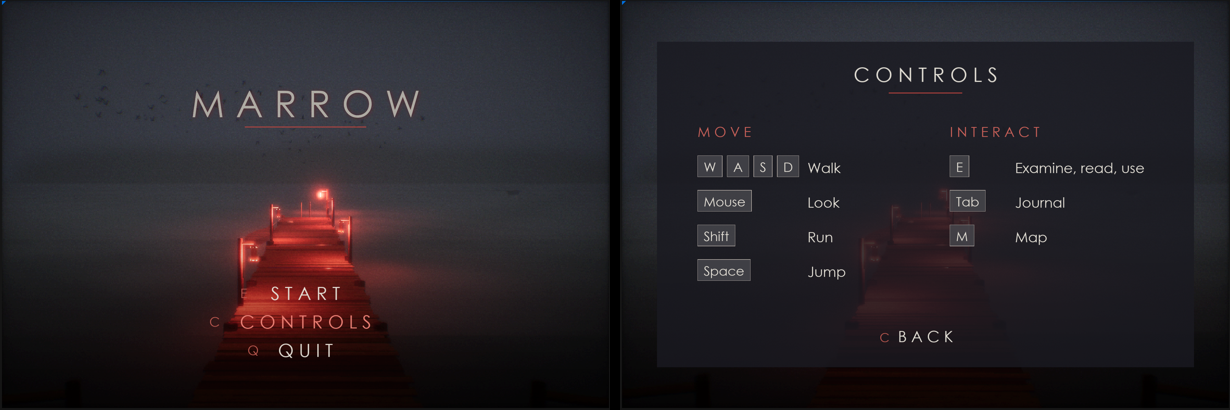 MARROW
E START
C CONTROLS
Q QUIT
CONTROLS
MOVE
W A S D Walk
Mouse Look
Shift Run
Space Jump
INTERACT
E Examine, read, use
Tab Journal
M Map
C BACK